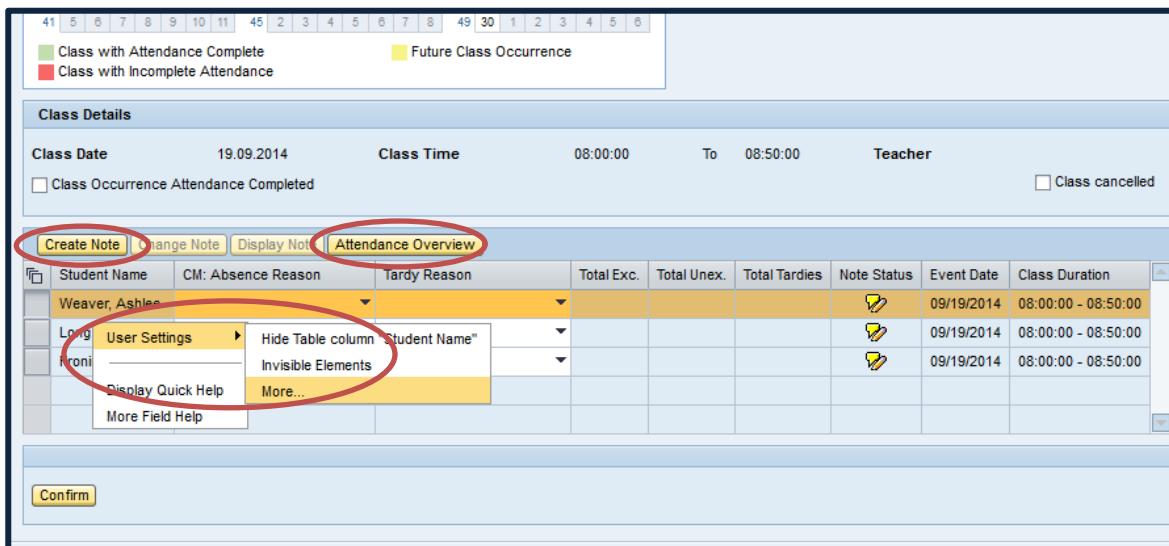 41 5 6 7 8 9 10 11 45 2 3 4 5 6 7 8 49 30 1 2 3 4 5 6
Class with Attendance Complete Future Class Occurrence
Class with Incomplete Attendance
Class Details
Class Date 19.09.2014 Class Time 08:00:00 To 08:50:00 Teacher
Class Occurrence Attendance Completed Class cancelled
Create Note Change Note Display Note Attendance Overview
Student Name CM: Absence Reason Tardy Reason Total Exc. Total Unex. Total Tardies Note Status Event Date Class Duration
Weaver, Ashlee 09/19/2014 08:00:00 - 08:50:00
Long 09/19/2014 08:00:00 - 08:50:00
User Settings Hide Table column "Student Name"
Froni 09/19/2014 08:00:00 - 08:50:00
Invisible Elements
Display Quick Help More...
More Field Help
Confirm